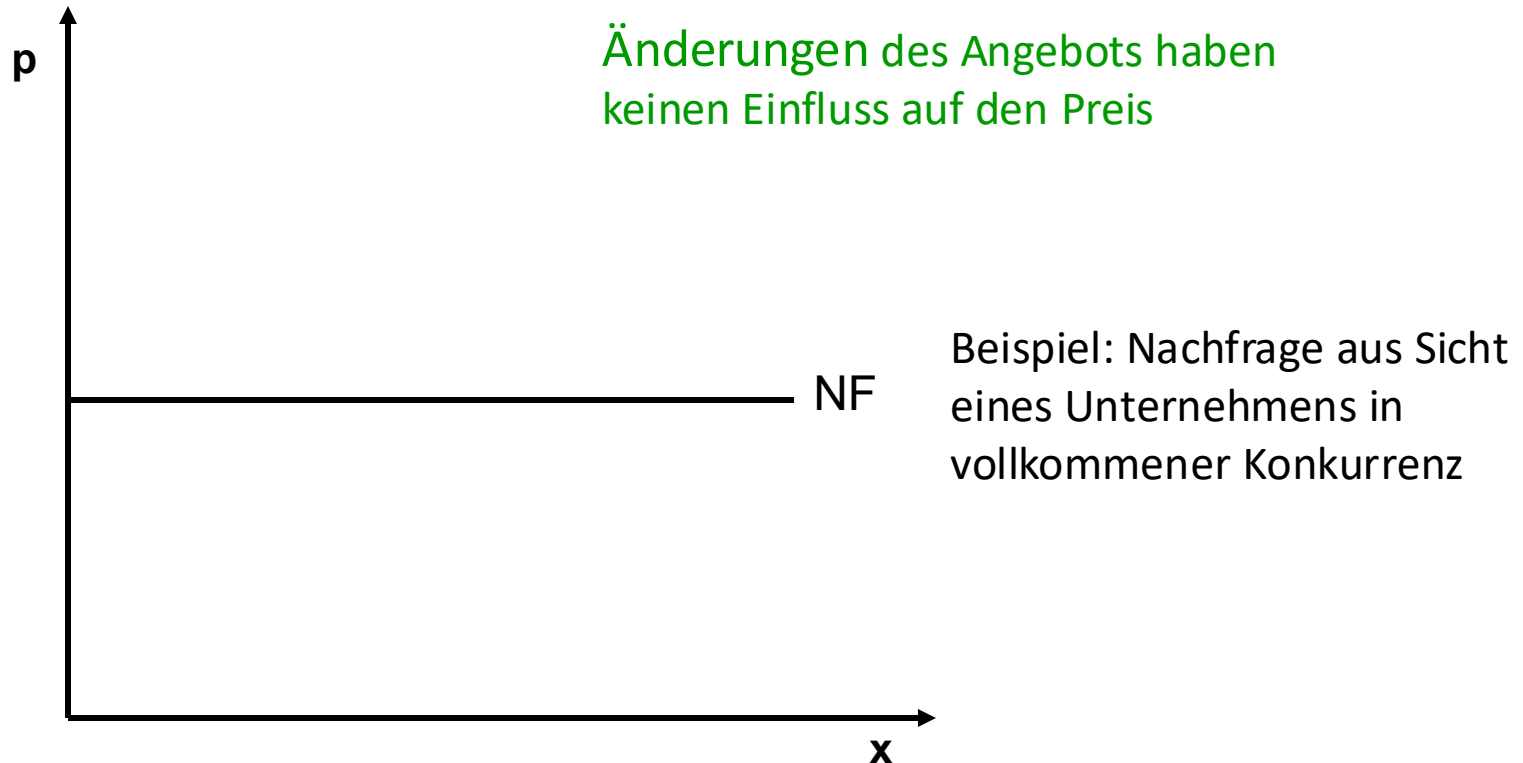 p
Änderungen des Angebots haben
keinen Einfluss auf den Preis
NF
Beispiel: Nachfrage aus Sicht
eines Unternehmens in
vollkommener Konkurrenz
x